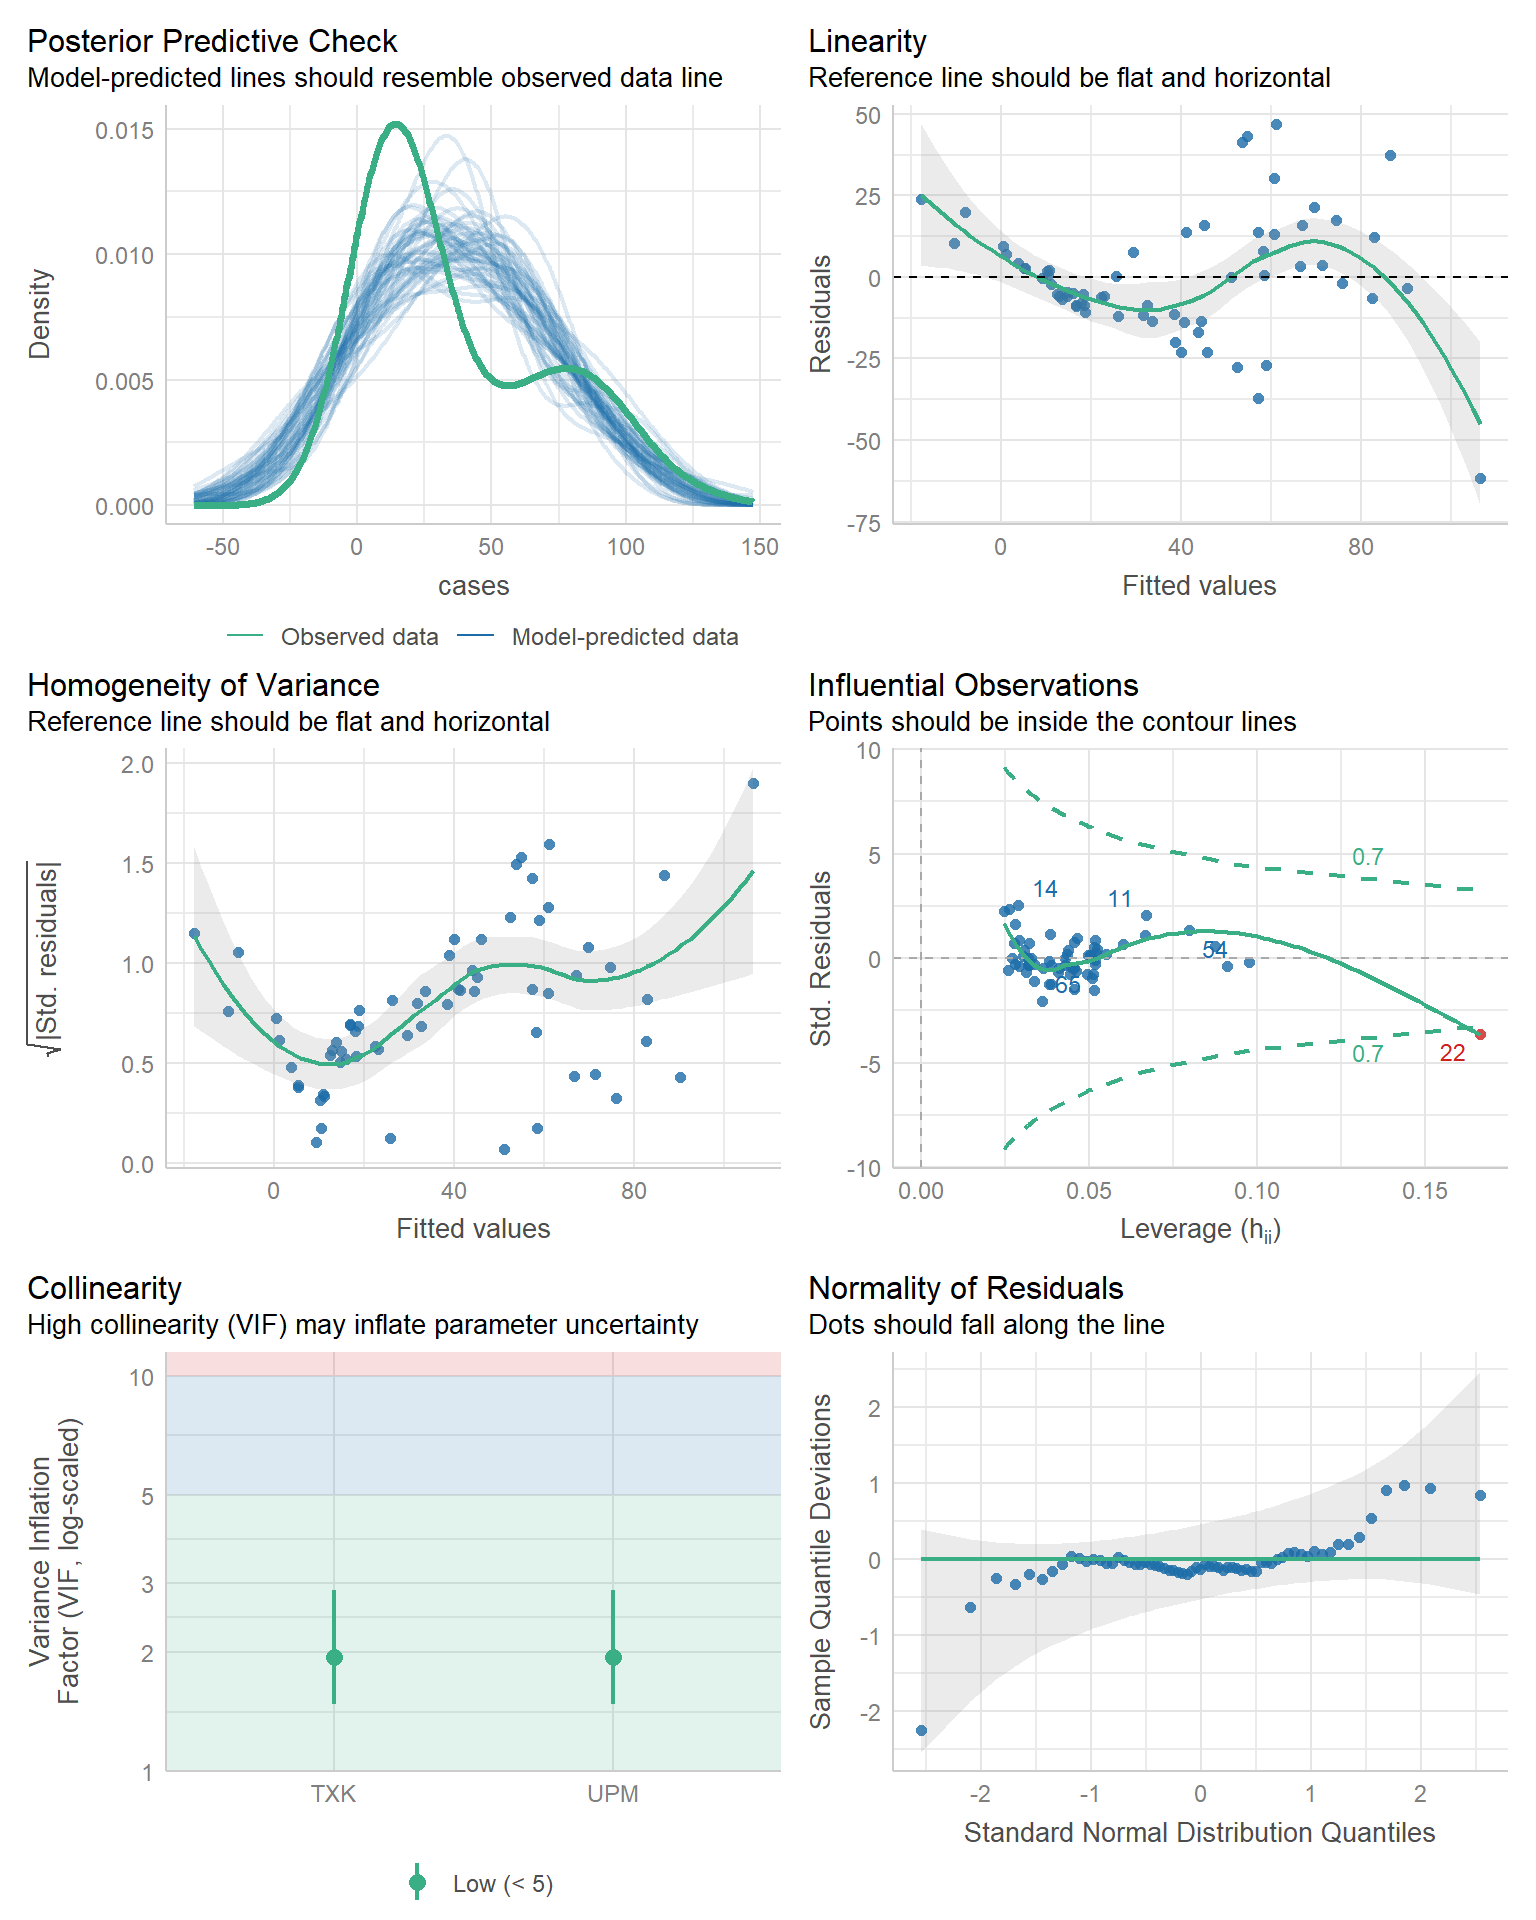 Posterior Predictive Check
Model-predicted lines should resemble observed data line
0.015
0.010
0.005
0.000
Density
-50
0
50
100
150
cases
Observed data
Model-predicted data
Linearity
Reference line should be flat and horizontal
50
25
0
-25
-50
-75
Residuals
0
40
80
Fitted values
Homogeneity of Variance
Reference line should be flat and horizontal
2.0
1.5
1.0
0.5
0.0
√|Std. residuals|
0
40
80
Fitted values
Influential Observations
Points should be inside the contour lines
10
5
0
-5
-10
Std. Residuals
0.7
14
11
54
65
0.7
22
0.00
0.05
0.10
0.15
Leverage (hii)
Collinearity
High collinearity (VIF) may inflate parameter uncertainty
10
5
3
2
1
Variance Inflation
Factor (VIF, log-scaled)
TXK
UPM
Low (< 5)
Normality of Residuals
Dots should fall along the line
2
1
0
-1
-2
Sample Quantile Deviations
-2
-1
0
1
2
Standard Normal Distribution Quantiles